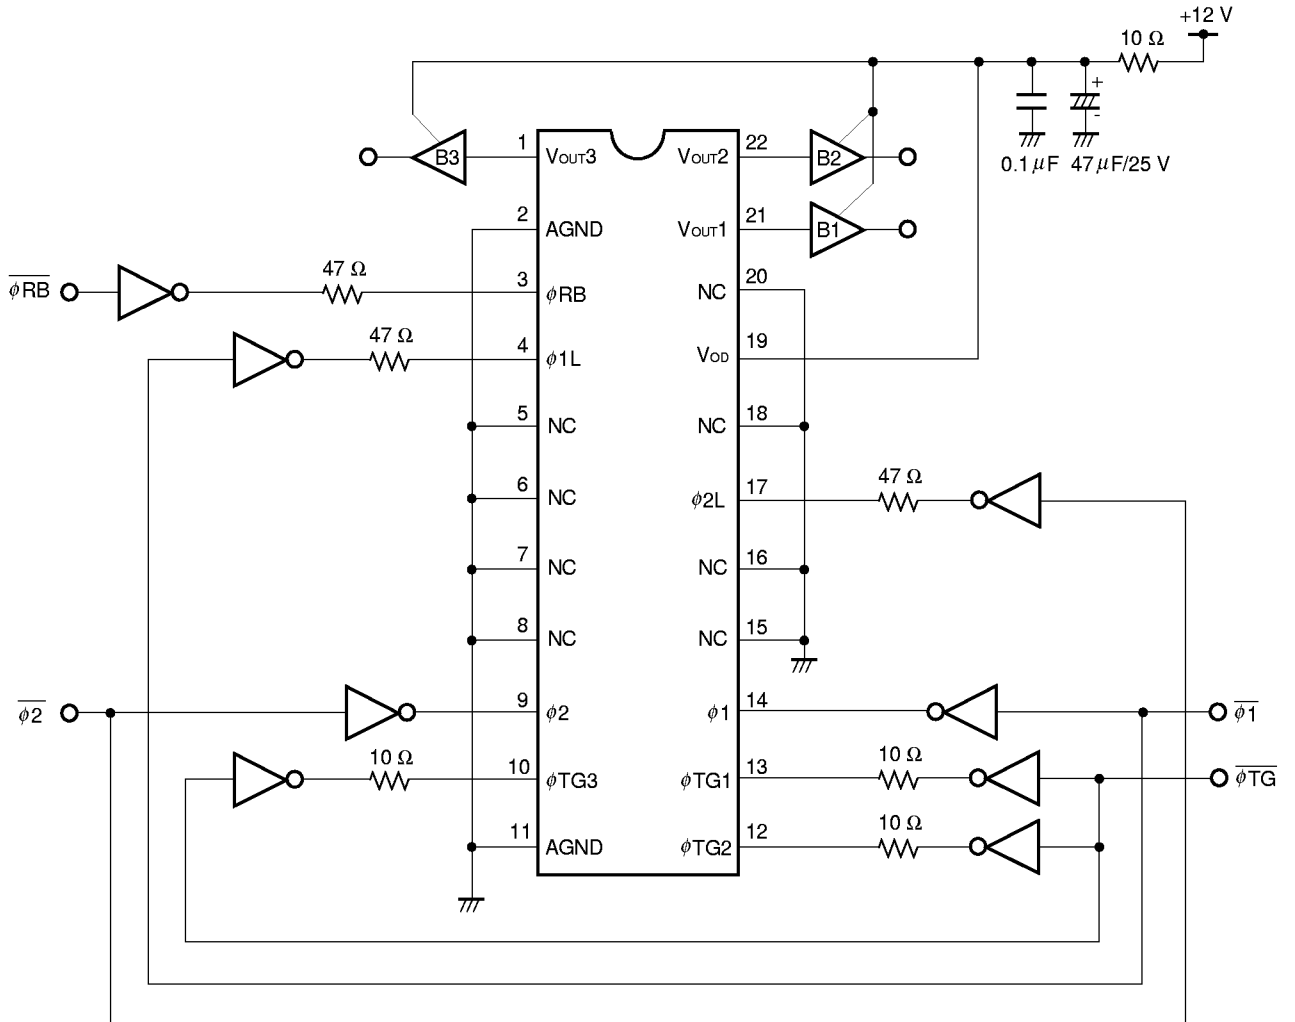 +12 V
10 Ω
+
-
0.1 μF 47 μF/25 V
B3 1 VOUT3 VOUT2 22 B2
2 AGND VOUT1 21 B1
φRB 47 Ω 3 φRB NC 20
47 Ω 4 φ1L VOD 19
5 NC NC 18
6 NC φ2L 17 47 Ω
7 NC NC 16
8 NC NC 15
φ2 9 φ2 φ1 14 φ1
10 Ω 10 φTG3 φTG1 13 10 Ω φTG
11 AGND φTG2 12 10 Ω